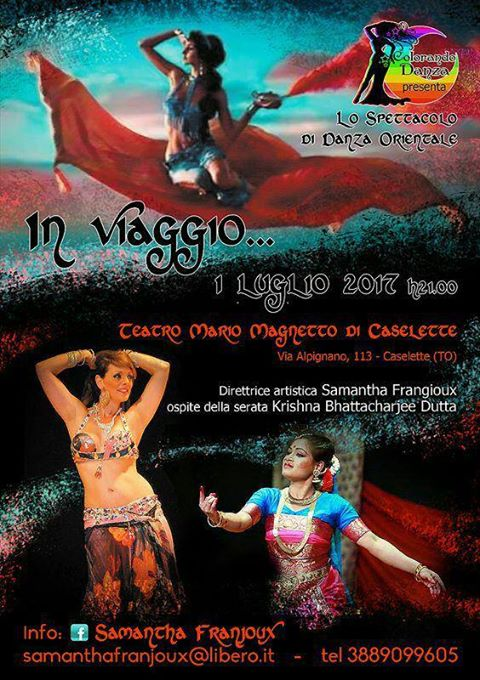 Colorando
Danza
presenta
Lo Spettacolo
di Danza Orientale
In viaggio...
1 Luglio 2017 h21.00
Teatro Mario Magnetto di Caselette
Via Alpignano, 113 - Caselette (TO)
Direttrice artistica Samantha Frangioux
ospite della serata Krishna Bhattacharjee Dutta
Info: f Samantha Franjoux
samanthafranjoux@libero.it - tel 3889099605